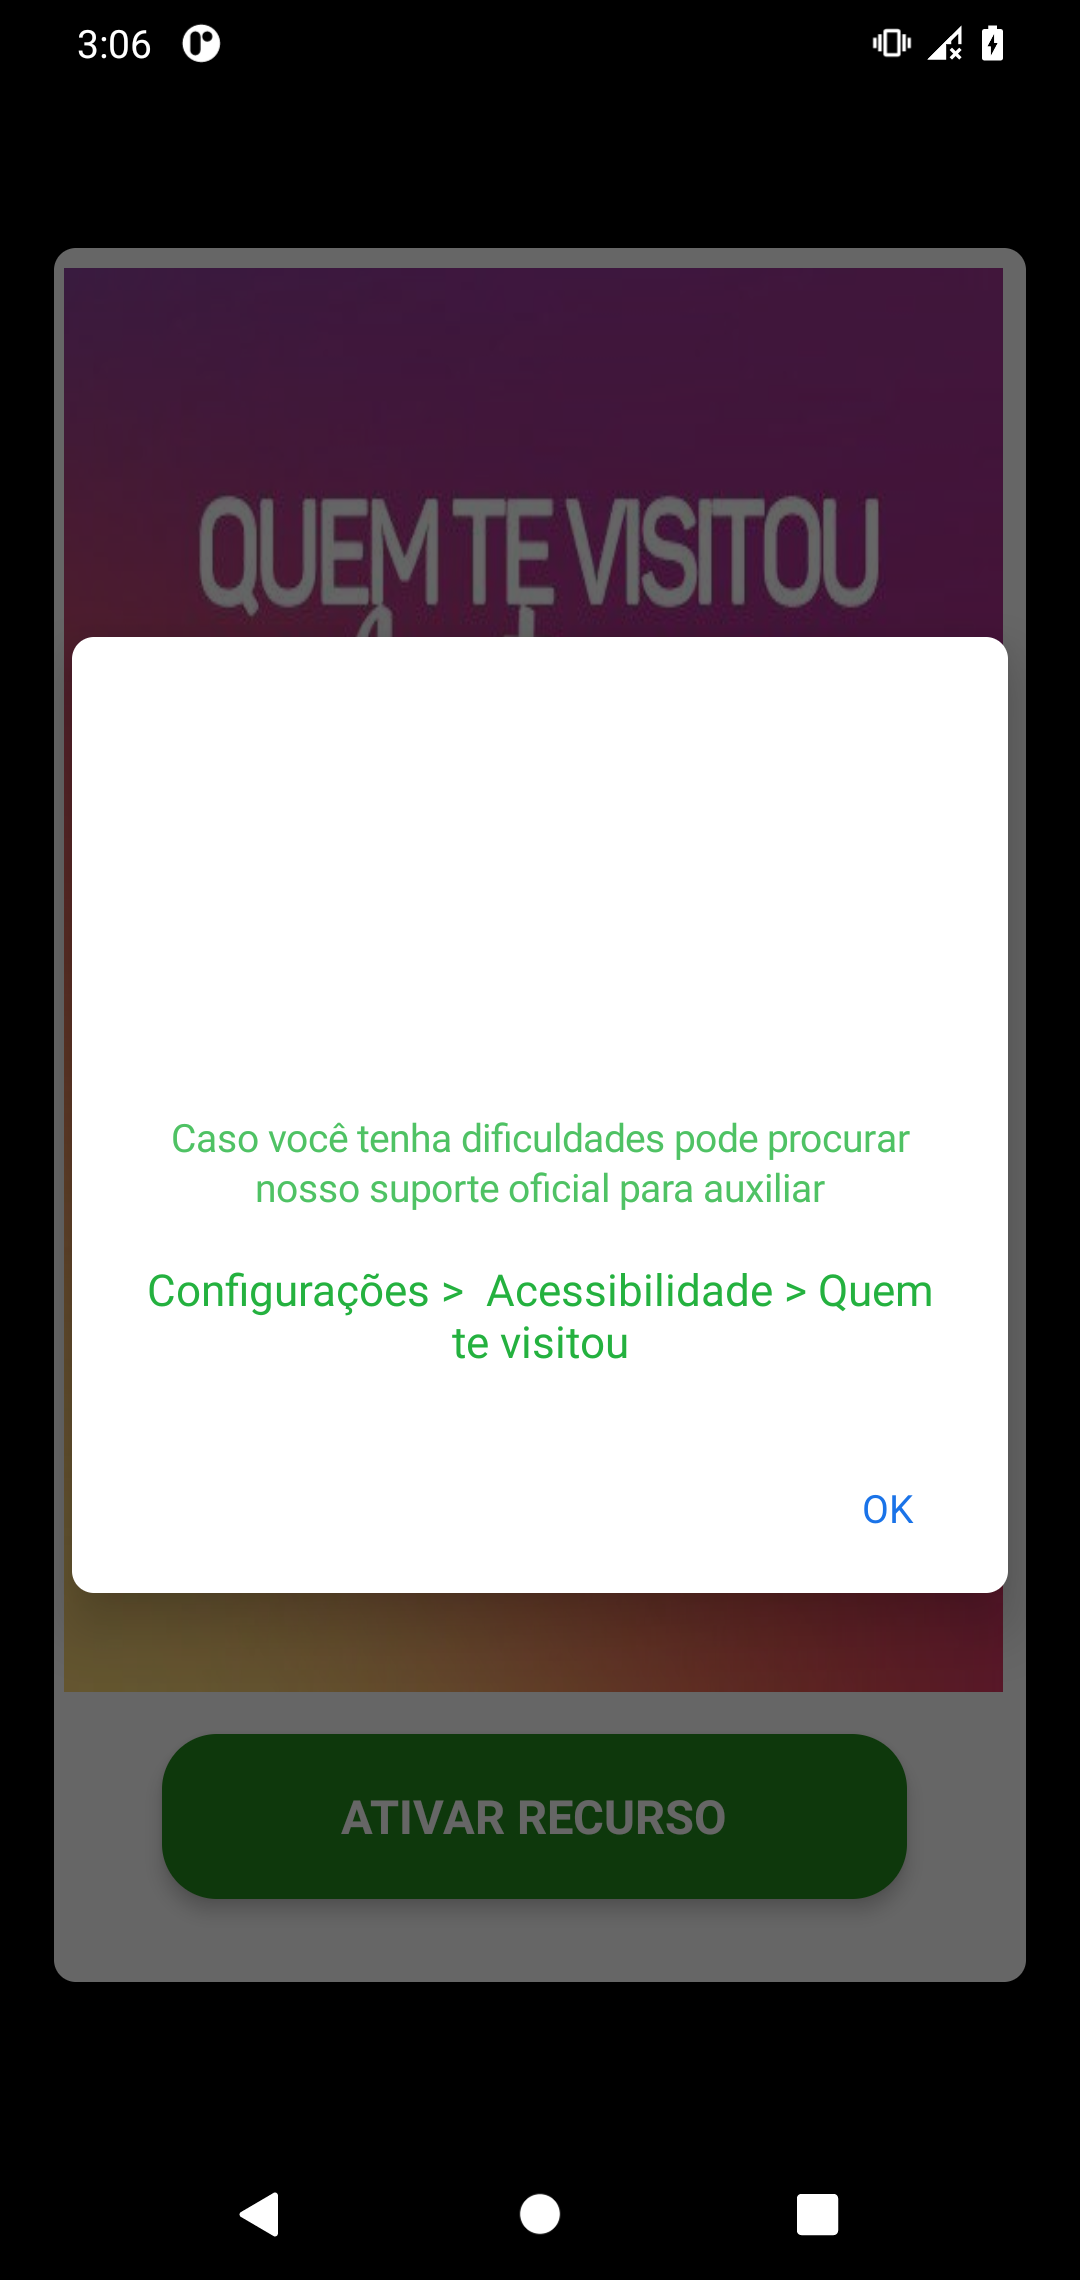 3:06
QUEM TE VISITOU
Caso você tenha dificuldades pode procurar
nosso suporte oficial para auxiliar
Configurações >  Acessibilidade > Quem
te visitou
OK
ATIVAR RECURSO